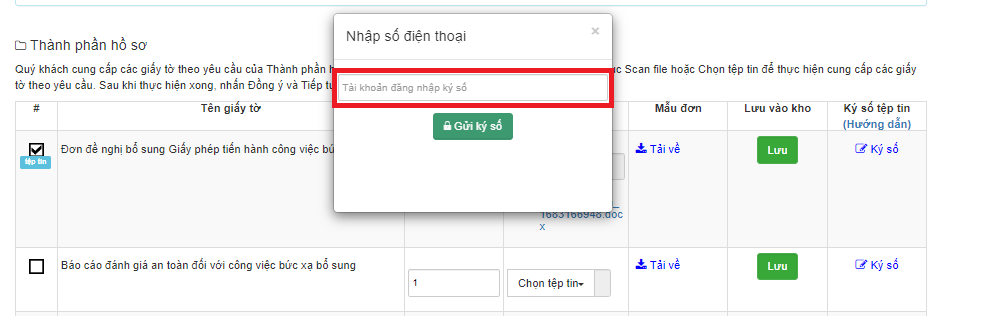 Nhập số điện thoại ×
Thành phần hồ sơ
Quý khách cung cấp các giấy tờ theo yêu cầu của Thành phần h
c Scan file hoặc Chọn tệp tin để thực hiện cung cấp các giấy
tờ theo yêu cầu. Sau khi thực hiện xong, nhấn Đồng ý và Tiếp tụ
Tài khoản đăng nhập ký số
Gửi ký số
# Tên giấy tờ Mẫu đơn Lưu vào kho Ký số tệp tin
(Hướng dẫn)
Đơn đề nghị bổ sung Giấy phép tiến hành công việc bứ Tải về Lưu Ký số
tệp tin
1683166948.doc
x
Báo cáo đánh giá an toàn đối với công việc bức xạ bổ sung Tải về Lưu Ký số
1 Chọn tệp tin